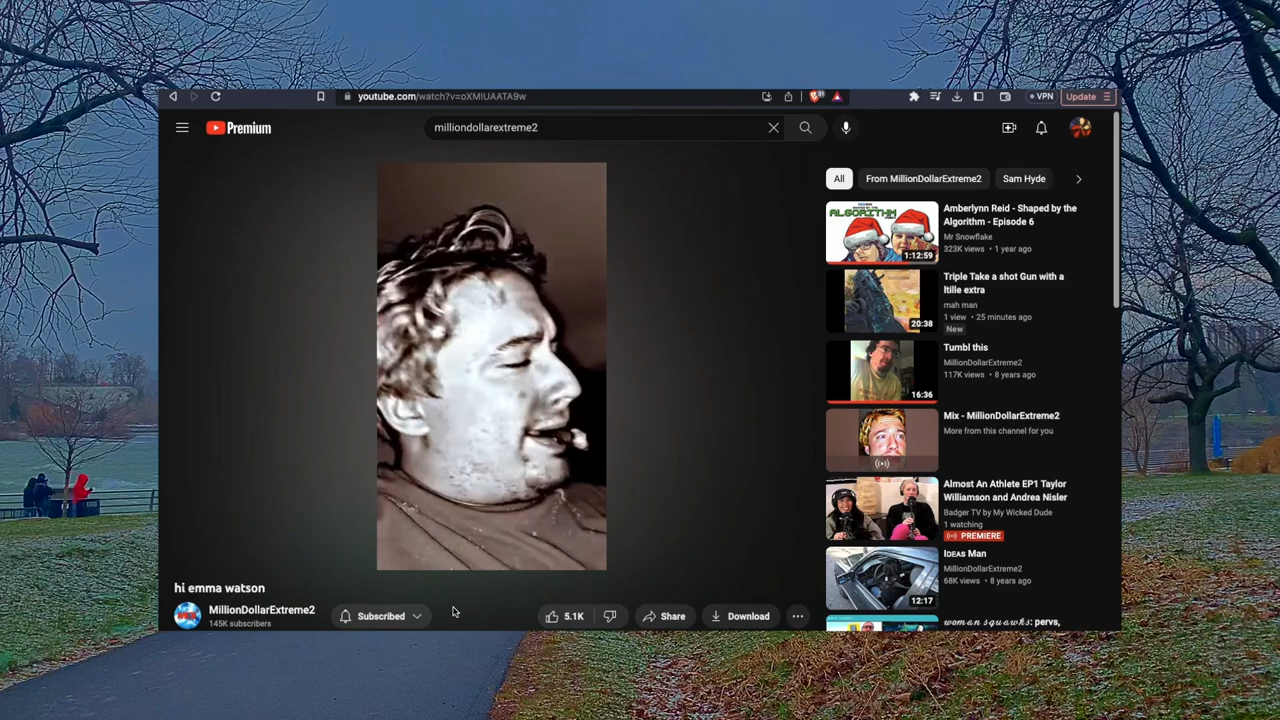 youtube.com/watch?v=oXMIUAATA9w
VPN
Update
Premium
milliondollarextreme2
All
From MillionDollarExtreme2
Sam Hyde
ALGORITHM
1:12:59
Amberlynn Reid - Shaped by the
Algorithm - Episode 6
Mr Snowflake
323K views • 1 year ago
20:38
Triple Take a shot Gun with a
ltille extra
mah man
1 view • 25 minutes ago
New
16:36
Tumbl this
MillionDollarExtreme2
117K views • 8 years ago
Mix - MillionDollarExtreme2
More from this channel for you
Almost An Athlete EP1 Taylor
Williamson and Andrea Nisler
Badger TV by My Wicked Dude
1 watching
PREMIERE
12:17
IDEAS Man
MillionDollarExtreme2
68K views • 8 years ago
woman squawks: pervs,
hi emma watson
MillionDollarExtreme2
145K subscribers
Subscribed
5.1K
Share
Download